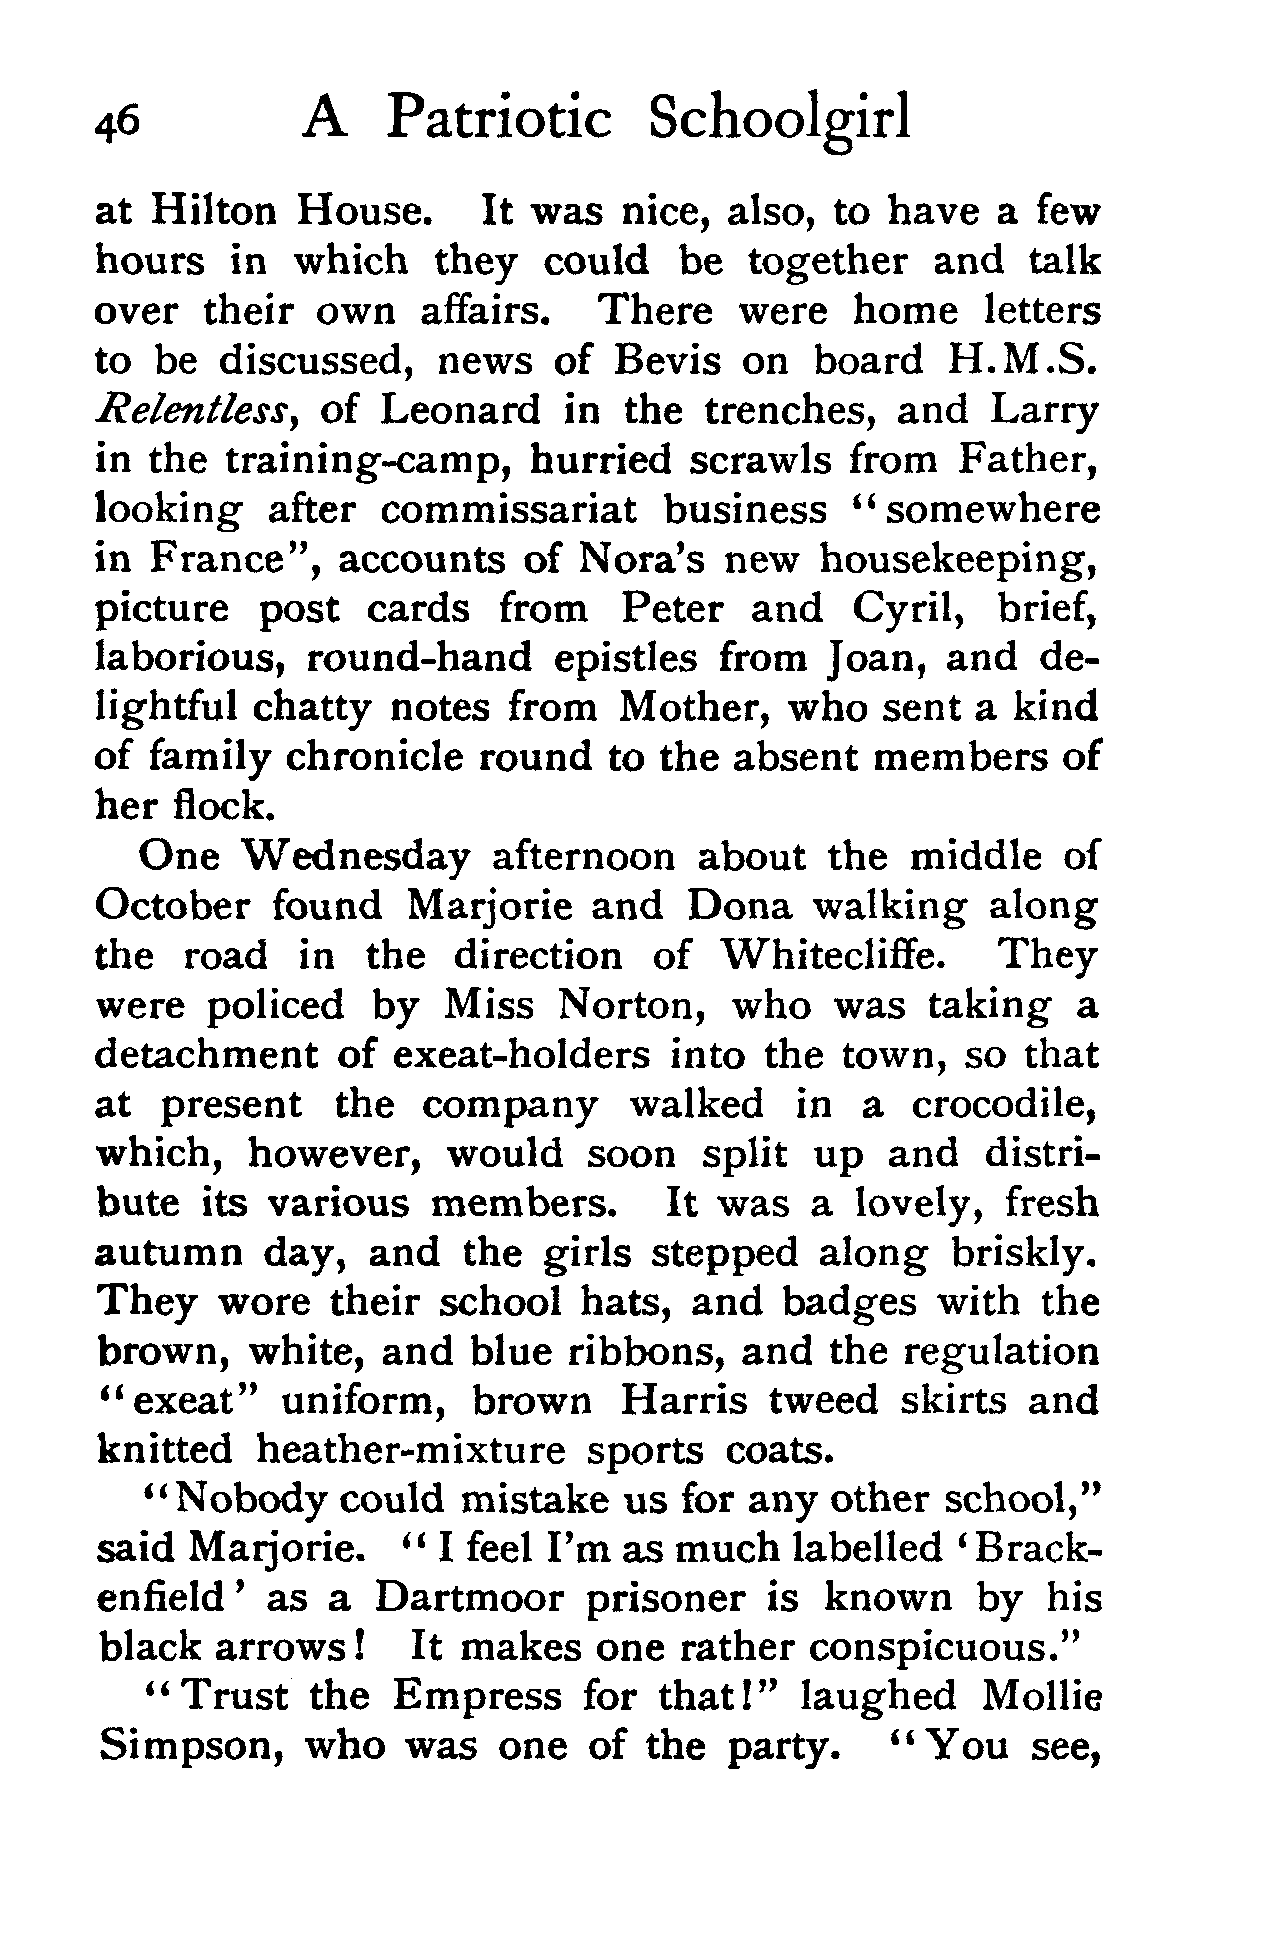 46 A Patriotic Schoolgirl
at Hilton House. It was nice, also, to have a few
hours in which they could be together and talk
over their own affairs. There were home letters
to be discussed, news of Bevis on board H.M.S.
Relentless, of Leonard in the trenches, and Larry
in the training-camp, hurried scrawls from Father,
looking after commissariat business "somewhere
in France", accounts of Nora's new housekeeping,
picture post cards from Peter and Cyril, brief,
laborious, round-hand epistles from Joan, and de-
lightful chatty notes from Mother, who sent a kind
of family chronicle round to the absent members of
her flock.
One Wednesday afternoon about the middle of
October found Marjorie and Dona walking along
the road in the direction of Whitecliffe. They
were policed by Miss Norton, who was taking a
detachment of exeat-holders into the town, so that
at present the company walked in a crocodile,
which, however, would soon split up and distri-
bute its various members. It was a lovely, fresh
autumn day, and the girls stepped along briskly.
They wore their school hats, and badges with the
brown, white, and blue ribbons, and the regulation
"exeat" uniform, brown Harris tweed skirts and
knitted heather-mixture sports coats.
"Nobody could mistake us for any other school,"
said Marjorie. "I feel I'm as much labelled 'Brack-
enfield' as a Dartmoor prisoner is known by his
black arrows! It makes one rather conspicuous."
"Trust the Empress for that!" laughed Mollie
Simpson, who was one of the party. "You see,